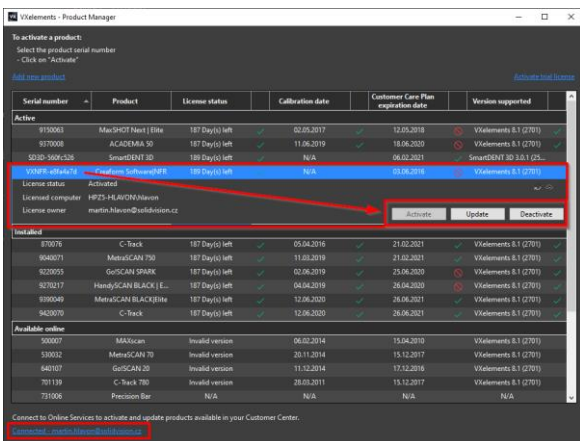 VXelements - Product Manager
To activate a product:
Select the product serial number
- Click on "Activate"
Add new product Activate trial license
Serial number Product License status Calibration date Customer Care Plan expiration date Version supported
Active
9150063 MaxSHOT Next | Elite 187 Day(s) left 02.05.2017 12.05.2018 VXelements 8.1 (2701)
9370008 ACADEMIA 50 187 Day(s) left 11.06.2019 18.06.2020 VXelements 8.1 (2701)
SD3D-560fc526 SmartDENT 3D 189 Day(s) left N/A 06.02.2021 SmartDENT 3D 3.0.1 (25...
VXNFR-e8fa4a7d Creaform Software|NFR 189 Day(s) left N/A 03.06.2016 VXelements 8.1 (2701)
License status Activated
Licensed computer HPZ5-HLAVON\hlavon
License owner martin.hlavon@solidvision.cz
Activate Update Deactivate
Installed
870076 C-Track 187 Day(s) left 05.04.2016 21.02.2021 VXelements 8.1 (2701)
9040071 MetraSCAN 750 187 Day(s) left 11.03.2019 21.02.2021 VXelements 8.1 (2701)
9220055 Go!SCAN SPARK 187 Day(s) left 02.06.2019 25.06.2020 VXelements 8.1 (2701)
9270217 HandySCAN BLACK | E... 187 Day(s) left 04.04.2019 26.04.2020 VXelements 8.1 (2701)
9390049 MetraSCAN BLACK|Elite 187 Day(s) left 12.06.2020 26.06.2021 VXelements 8.1 (2701)
9420070 C-Track 187 Day(s) left 12.06.2020 26.06.2021 VXelements 8.1 (2701)
Available online
500007 MAXscan Invalid version 06.02.2014 15.04.2010 VXelements 8.1 (2701)
530032 MetraSCAN 70 Invalid version 20.11.2014 15.12.2017 VXelements 8.1 (2701)
640107 Go!SCAN 20 Invalid version 11.12.2014 17.12.2016 VXelements 8.1 (2701)
701139 C-Track 780 Invalid version 28.03.2011 15.12.2017 VXelements 8.1 (2701)
731006 Precision Bar N/A N/A N/A N/A
Connect to Online Services to activate and update products available in your Customer Center.
Connected - martin.hlavon@solidvision.cz